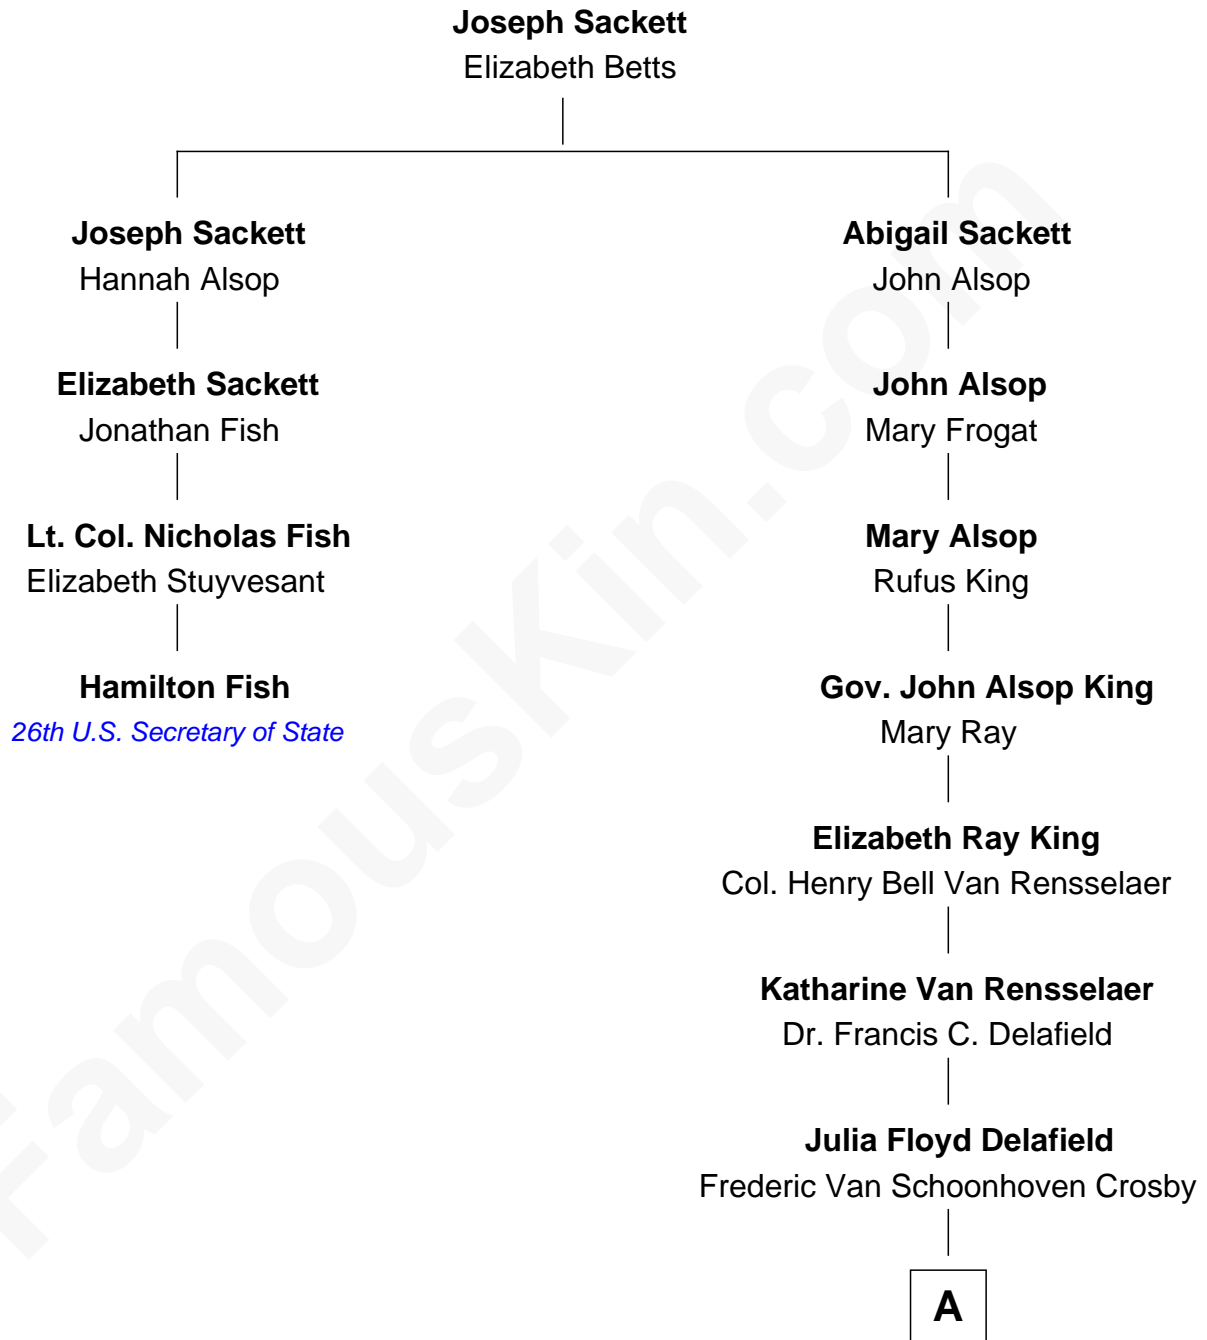 Joseph Sackett
Elizabeth Betts
Joseph Sackett
Hannah Alsop
Elizabeth Sackett
Jonathan Fish
Lt. Col. Nicholas Fish
Elizabeth Stuyvesant
Hamilton Fish
26th U.S. Secretary of State
Abigail Sackett
John Alsop
John Alsop
Mary Frogat
Mary Alsop
Rufus King
Gov. John Alsop King
Mary Ray
Elizabeth Ray King
Col. Henry Bell Van Rensselaer
Katharine Van Rensselaer
Dr. Francis C. Delafield
Julia Floyd Delafield
Frederic Van Schoonhoven Crosby
A
FamousKin.com